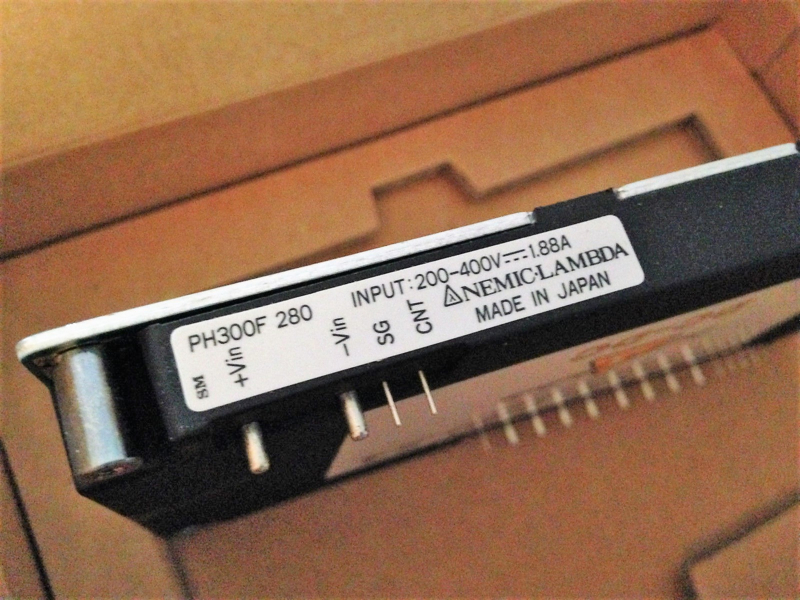 PH300F 280
INPUT: 200-400V⎓1.88A
NEMIC-LAMBDA
MADE IN JAPAN
SM
+Vin
-Vin
SG
CNT